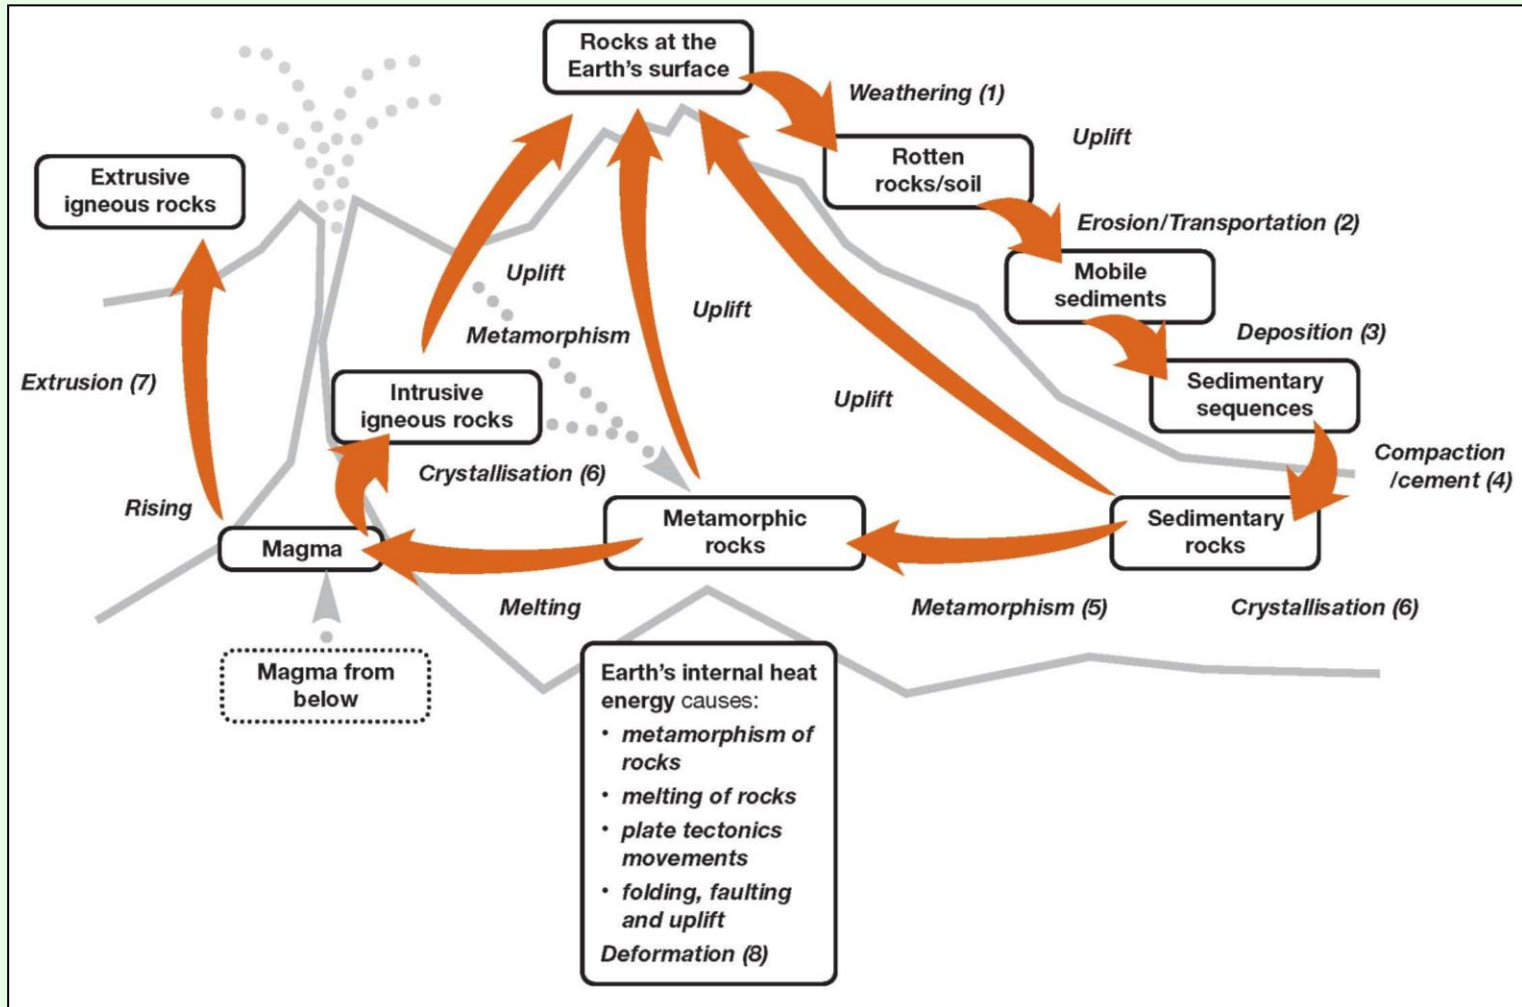 Rocks at the
Earth's surface
Weathering (1)
Uplift
Rotten
rocks/soil
Extrusive
igneous rocks
Erosion/Transportation (2)
Uplift
Mobile
sediments
Metamorphism
Uplift
Deposition (3)
Extrusion (7)
Intrusive
igneous rocks
Uplift
Sedimentary
sequences
Crystallisation (6)
Compaction
/cement (4)
Rising
Magma
Metamorphic
rocks
Sedimentary
rocks
Melting
Metamorphism (5)
Crystallisation (6)
Magma from
below
Earth's internal heat
energy causes:
• metamorphism of
rocks
• melting of rocks
• plate tectonics
movements
• folding, faulting
and uplift
Deformation (8)